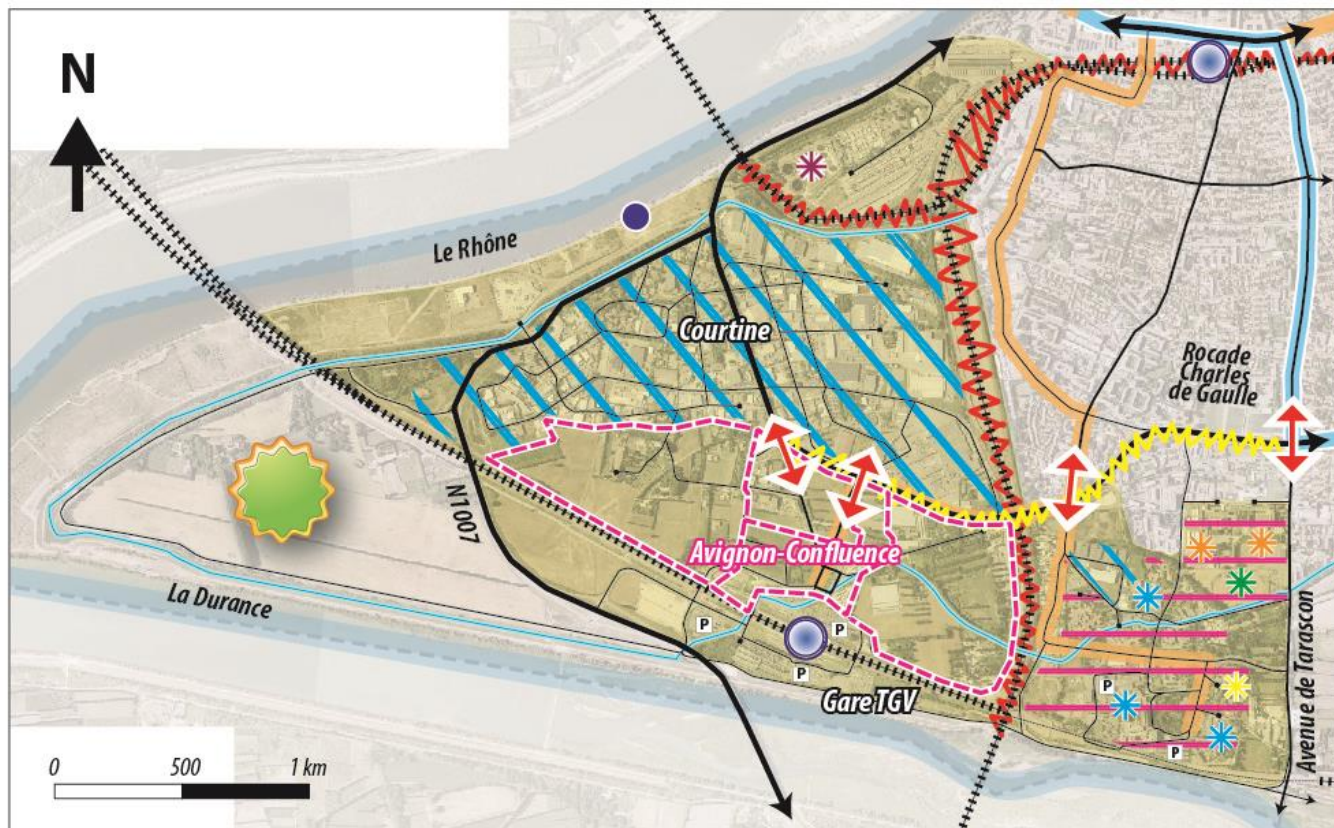 N
Le Rhône
Courtine
Rocade
Charles
de Gaulle
N1007
Avignon-Confluence
La Durance
P
P
P
Gare TGV
P
P
Avenue de Tarascon
0 500 1 km